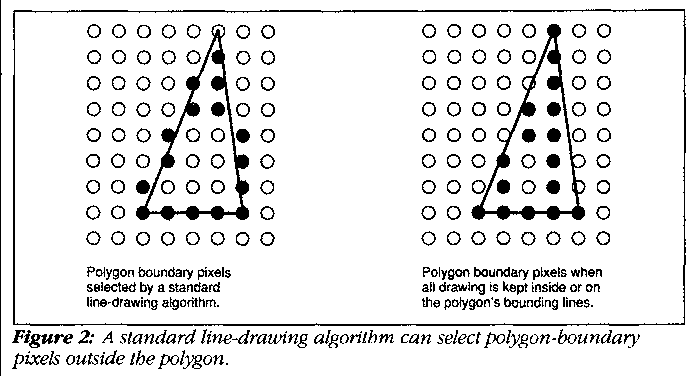 Polygon boundary pixels
selected by a standard
line-drawing algorithm.
Polygon boundary pixels when
all drawing is kept inside or on
the polygon's bounding lines.
Figure 2: A standard line-drawing algorithm can select polygon-boundary
pixels outside the polygon.